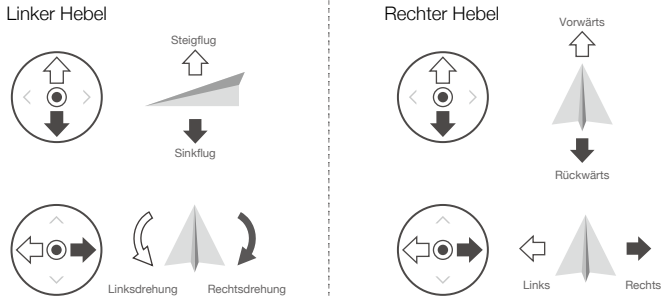 Linker Hebel
Steigflug
Sinkflug
Linksdrehung
Rechtsdrehung
Rechter Hebel
Vorwärts
Rückwärts
Links
Rechts